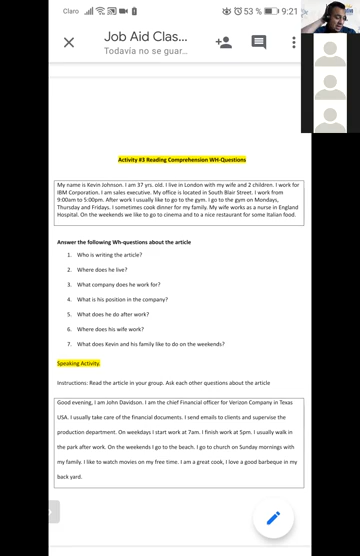 Claro 53 % 9:21
Job Aid Clas...
Todavía no se guar...
Activity #3 Reading Comprehension WH-Questions
My name is Kevin Johnson. I am 37 yrs. old. I live in London with my wife and 2 children. I work for
IBM Corporation. I am sales executive. My office is located in South Blair Street. I work from
9:00am to 5:00pm. After work I usually like to go to the gym. I go to the gym on Mondays,
Thursday and Fridays. I sometimes cook dinner for my family. My wife works as a nurse in England
Hospital. On the weekends we like to go to cinema and to a nice restaurant for some Italian food.
Answer the following Wh-questions about the article
1. Who is writing the article?
2. Where does he live?
3. What company does he work for?
4. What is his position in the company?
5. What does he do after work?
6. Where does his wife work?
7. What does Kevin and his family like to do on the weekends?
Speaking Activity.
Instructions: Read the article in your group. Ask each other questions about the article
Good evening, I am John Davidson. I am the chief Financial officer for Verizon Company in Texas
USA. I usually take care of the financial documents. I send emails to clients and supervise the
production department. On weekdays I start work at 7am. I finish work at 5pm. I usually walk in
the park after work. On the weekends I go to the beach. I go to church on Sunday mornings with
my family. I like to watch movies on my free time. I am a great cook, I love a good barbeque in my
back yard.